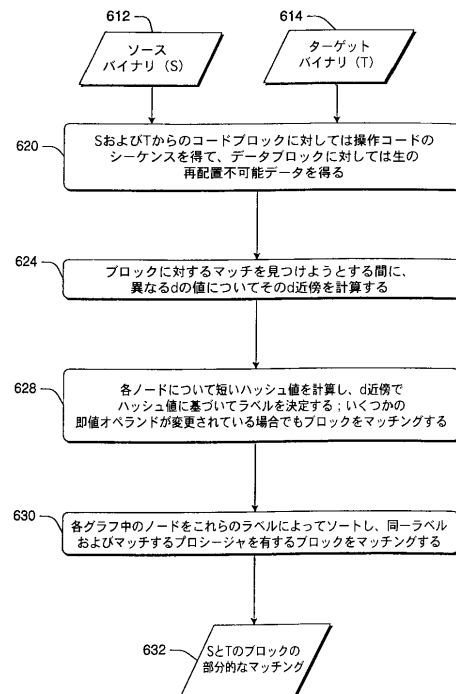 612
ソース
バイナリ（S）
614
ターゲット
バイナリ（T）
620
SおよびTからのコードブロックに対しては操作コードの
シーケンスを得て、データブロックに対しては生の
再配置不可能データを得る
624
ブロックに対するマッチを見つけようとする間に、
異なるdの値についてそのd近傍を計算する
628
各ノードについて短いハッシュ値を計算し、d近傍で
ハッシュ値に基づいてラベルを決定する；いくつかの
即値オペランドが変更されている場合でもブロックをマッチングする
630
各グラフ中のノードをこれらのラベルによってソートし、同一ラベル
およびマッチするプロシージャを有するブロックをマッチングする
632
SとTのブロックの
部分的なマッチング